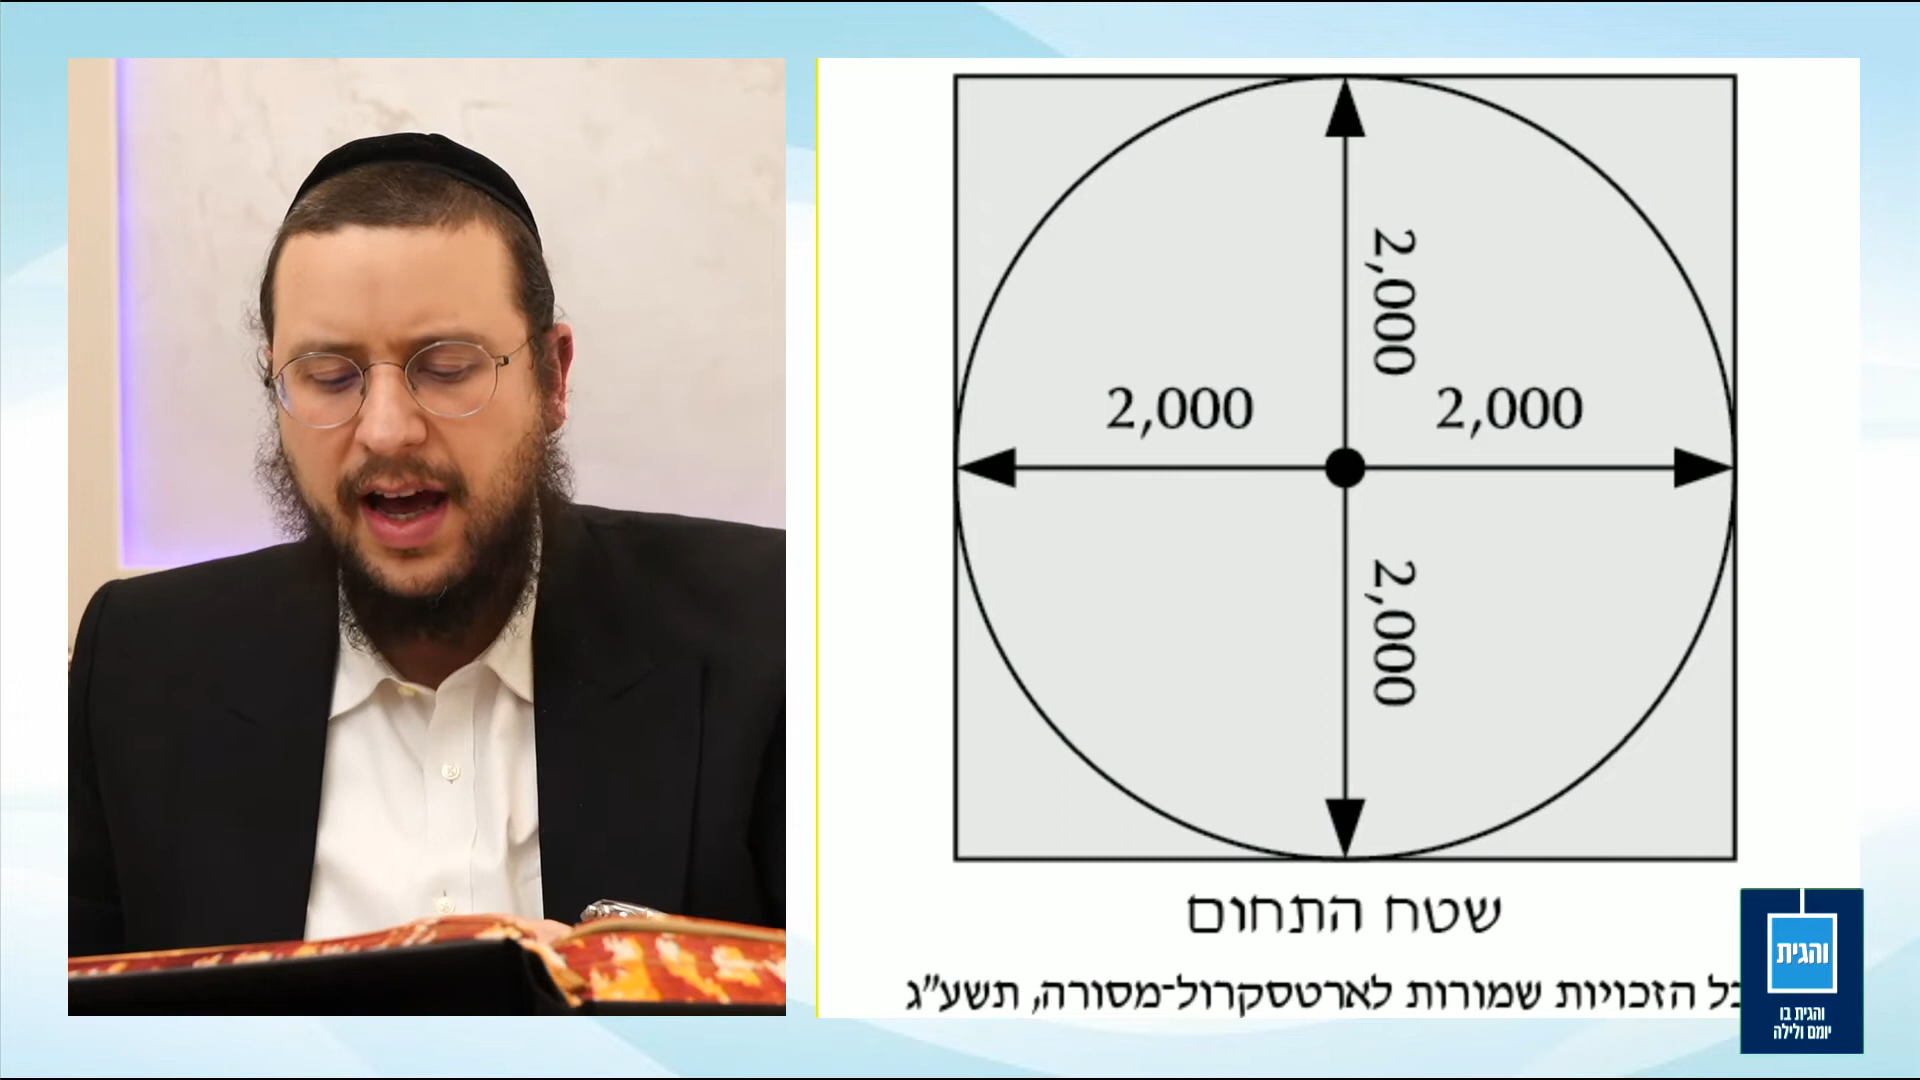 2,000
2,000
2,000
2,000
שטח התחום
כל הזכויות שמורות לארטסקרול-מסורה, תשע"ג
והגית
והגית בו
יומם ולילה